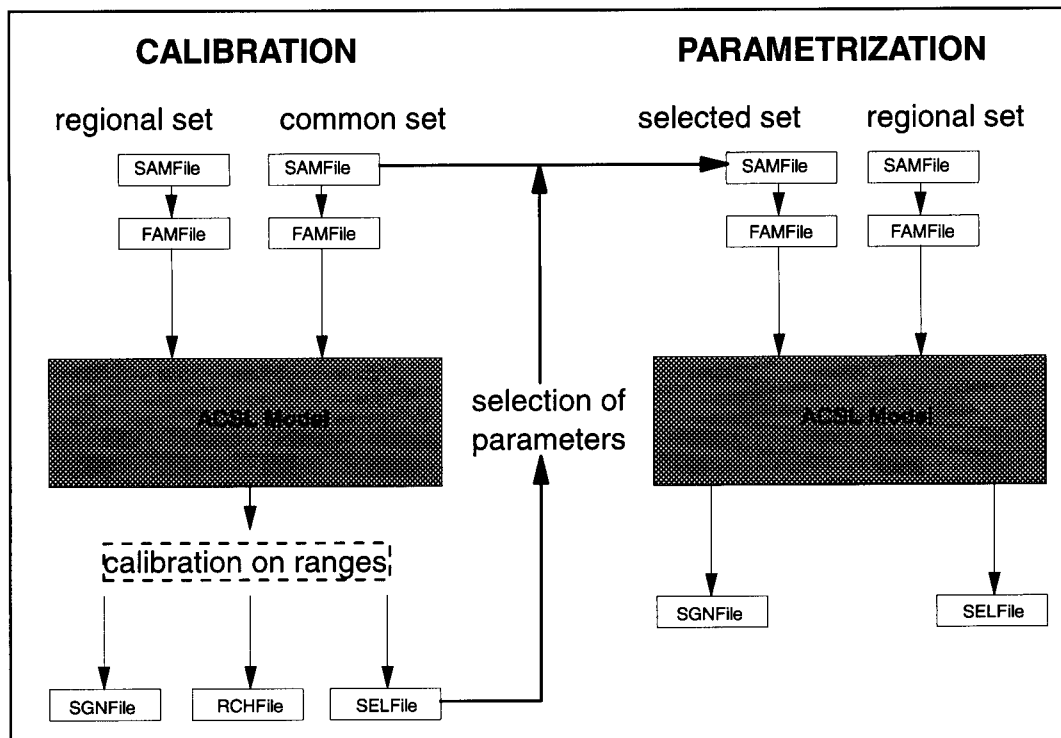 CALIBRATION
PARAMETRIZATION
regional set
common set
selected set
regional set
SAMFile
SAMFile
SAMFile
SAMFile
FAMFile
FAMFile
FAMFile
FAMFile
ACSL Model
selection of
parameters
ACSL Model
calibration on ranges
SGNFile
SELFile
SGNFile
RCHFile
SELFile